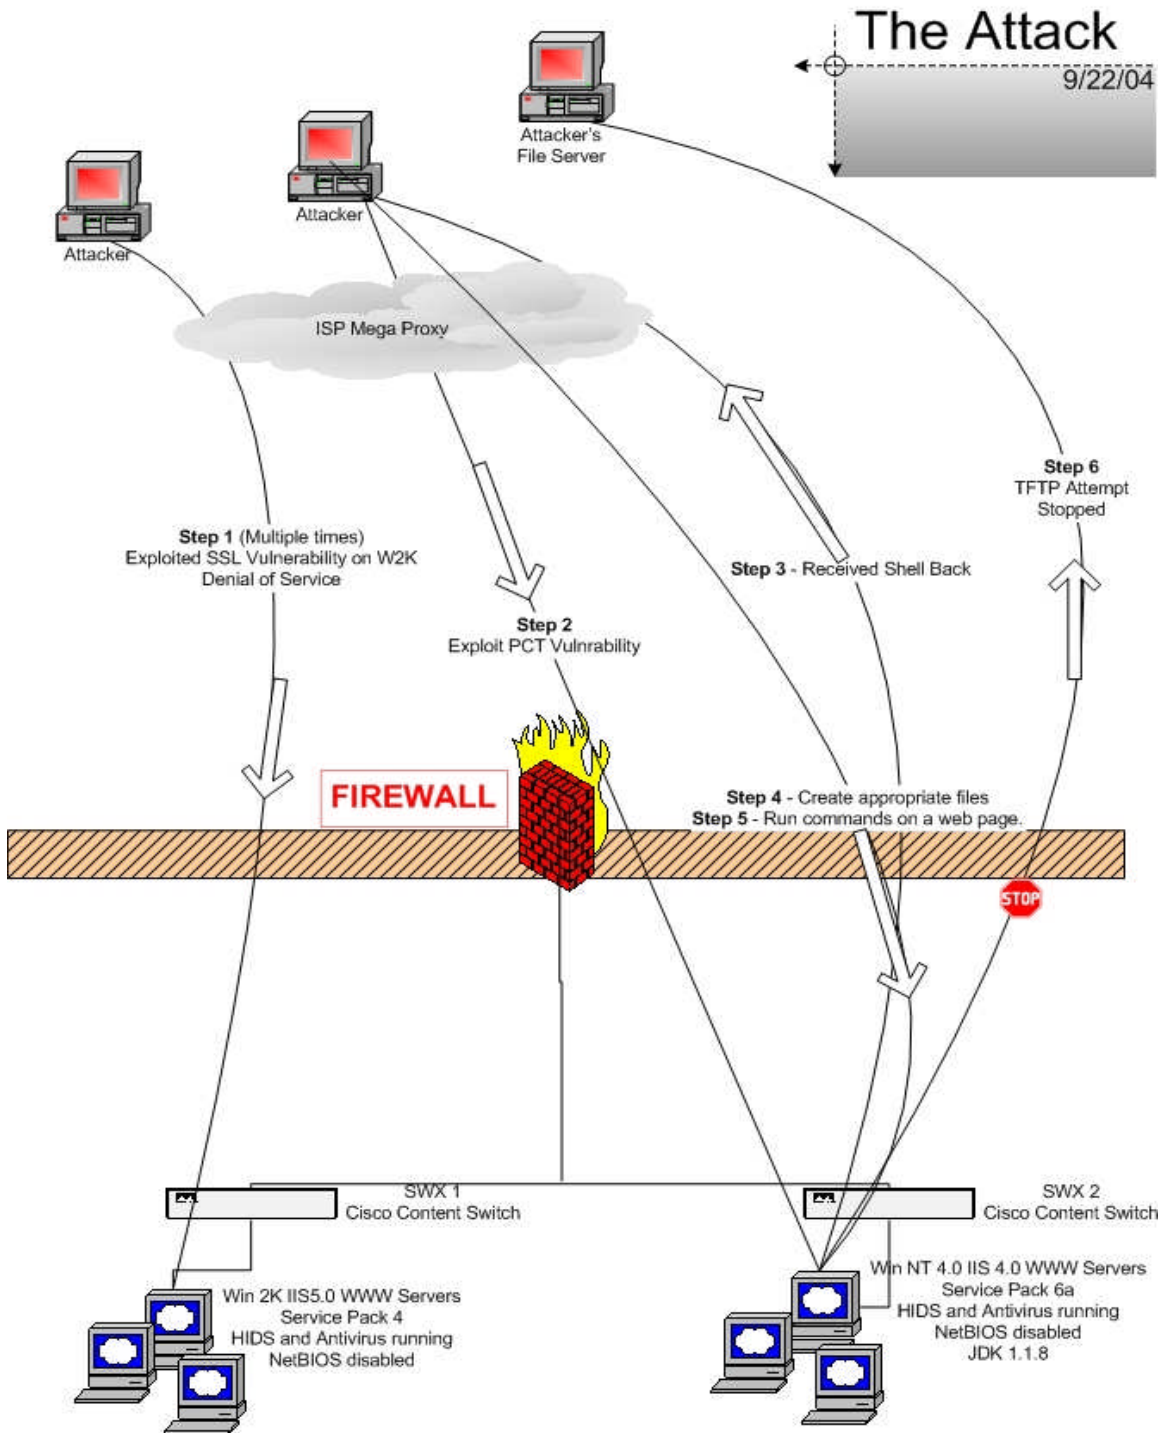 The Attack
9/22/04
Attacker's
File Server
Attacker
Attacker
ISP Mega Proxy
Step 6
TFTP Attempt
Stopped
Step 1 (Multiple times)
Exploited SSL Vulnerability on W2K
Denial of Service
Step 3 - Received Shell Back
Step 2
Exploit PCT Vulnrability
FIREWALL
Step 4 - Create appropriate files
Step 5 - Run commands on a web page.
STOP
SWX 1
Cisco Content Switch
SWX 2
Cisco Content Switch
Win 2K IIS5.0 WWW Servers
Service Pack 4
HIDS and Antivirus running
NetBIOS disabled
Win NT 4.0 IIS 4.0 WWW Servers
Service Pack 6a
HIDS and Antivirus running
NetBIOS disabled
JDK 1.1.8